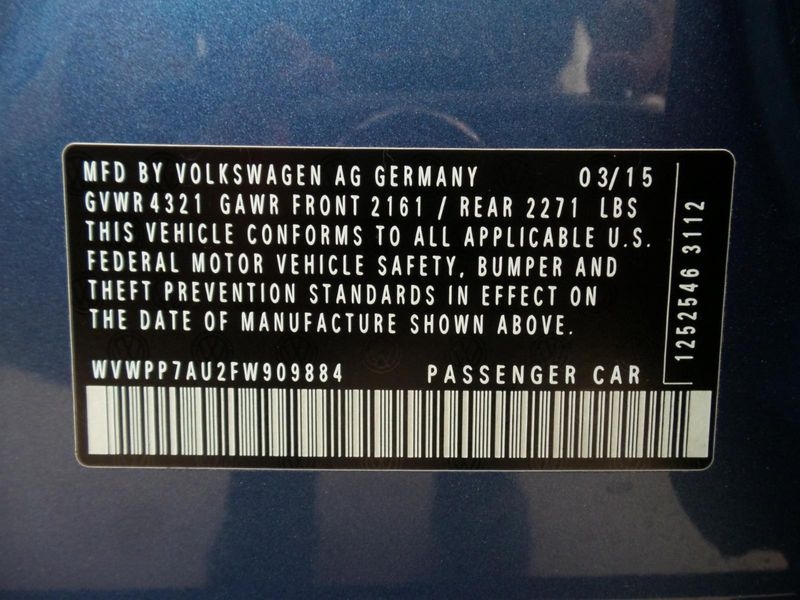 MFD BY VOLKSWAGEN AG GERMANY 03/15
GVWR 4321 GAWR FRONT 2161 / REAR 2271 LBS
THIS VEHICLE CONFORMS TO ALL APPLICABLE U.S.
FEDERAL MOTOR VEHICLE SAFETY, BUMPER AND
THEFT PREVENTION STANDARDS IN EFFECT ON
THE DATE OF MANUFACTURE SHOWN ABOVE.
WVWPP7AU2FW909884 PASSENGER CAR
1252546 3112